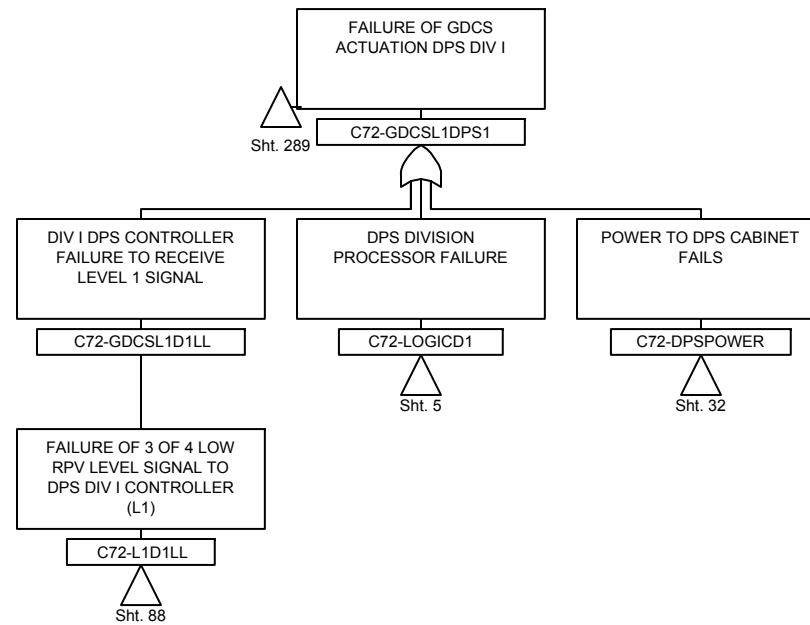 FAILURE OF GDCS
ACTUATION DPS DIV I
Sht. 289
C72-GDCSL1DPS1
DIV I DPS CONTROLLER
FAILURE TO RECEIVE
LEVEL 1 SIGNAL
C72-GDCSL1D1LL
DPS DIVISION
PROCESSOR FAILURE
C72-LOGICD1
Sht. 5
POWER TO DPS CABINET
FAILS
C72-DPSPOWER
Sht. 32
FAILURE OF 3 OF 4 LOW
RPV LEVEL SIGNAL TO
DPS DIV I CONTROLLER
(L1)
C72-L1D1LL
Sht. 88